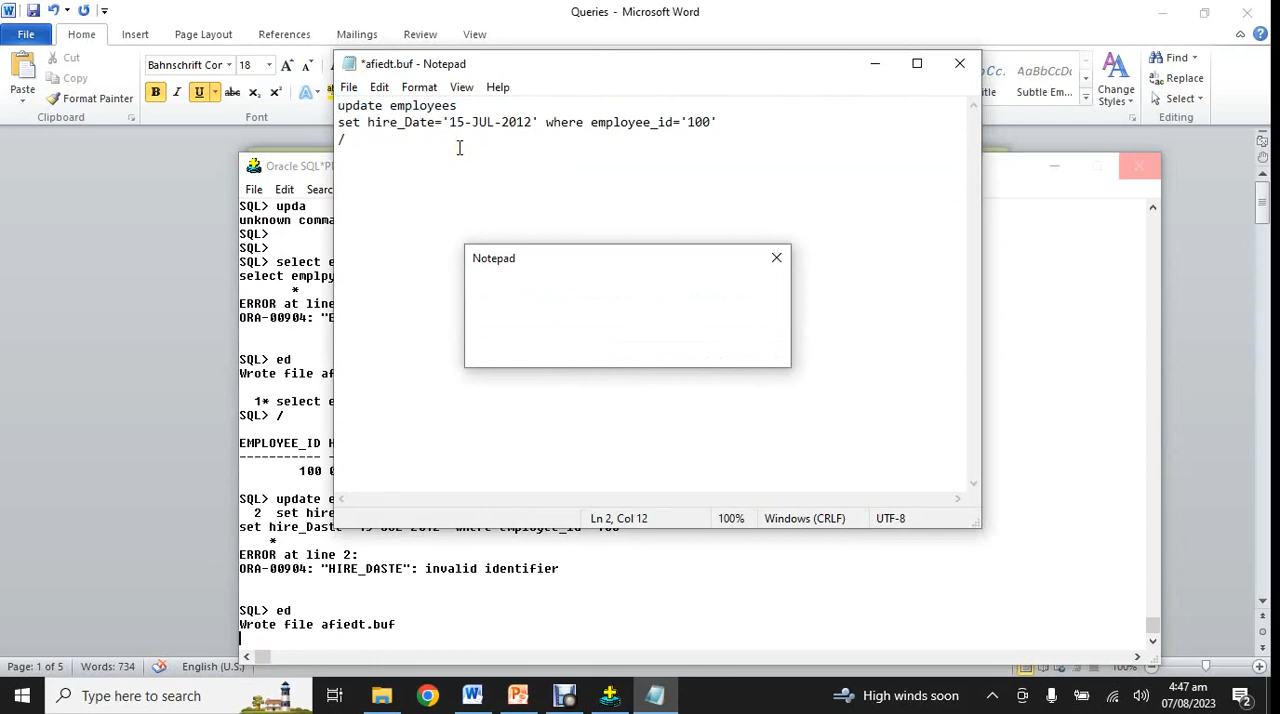 Queries - Microsoft Word
File Home Insert Page Layout References Mailings Review View
Paste
Cut
Copy
Format Painter
Clipboard
Bahnschrift Cor 18
B I U abc x₂ x² A
Font
AaBbCcDc
Subtle Em...
Change
Styles
Find
Replace
Select
Editing
*afiedt.buf - Notepad
File Edit Format View Help
update employees
set hire_Date='15-JUL-2012' where employee_id='100'
/
Notepad
Ln 2, Col 12 100% Windows (CRLF) UTF-8
Oracle SQL*Pl
File Edit Searc
SQL> upda
unknown comma
SQL>
SQL>
SQL> select e
select emplpy
*
ERROR at line
ORA-00904: "E
SQL> ed
Wrote file a
1* select e
SQL> /
EMPLOYEE_ID H
----------- -
100 0
SQL> update e
2 set hire
*
ERROR at line 2:
ORA-00904: "HIRE_DASTE": invalid identifier
SQL> ed
Wrote file afiedt.buf
Page: 1 of 5 Words: 734 English (U.S.) 100%
Type here to search
High winds soon
4:47 am
07/08/2023
2